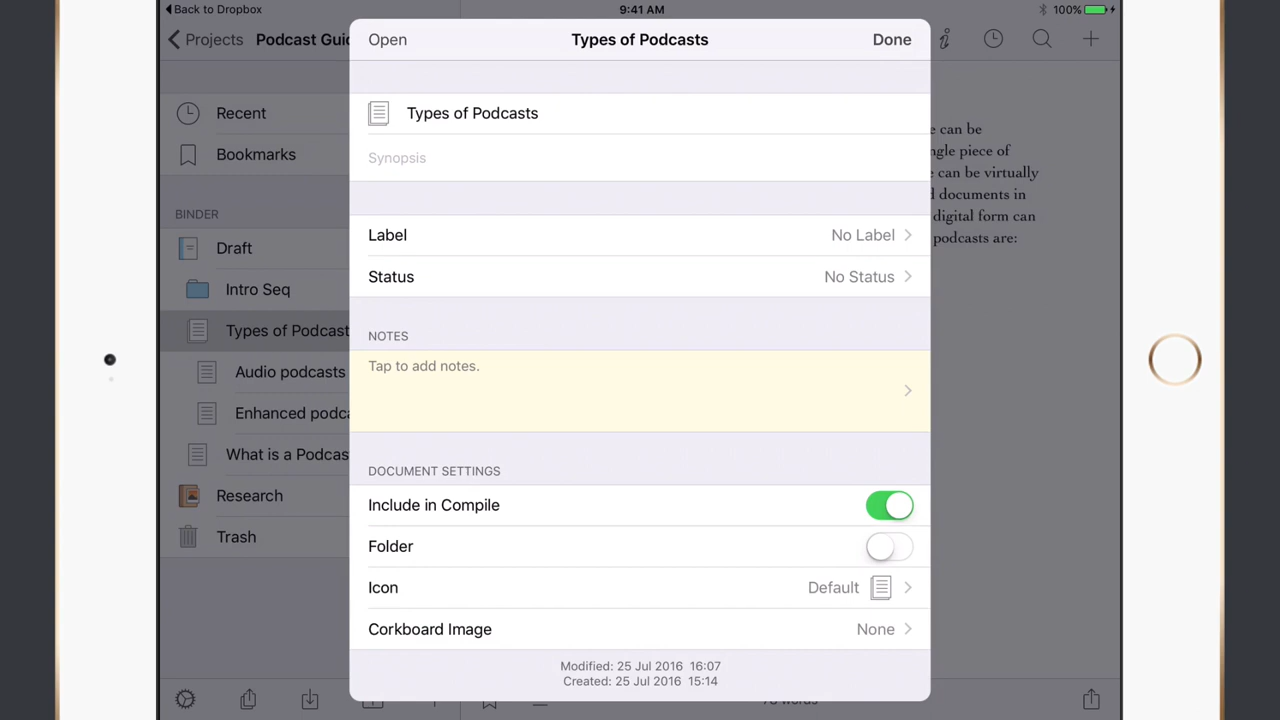 Back to Dropbox
9:41 AM
100%
Projects
Podcast Guid
Open
Types of Podcasts
Done
Recent
Bookmarks
BINDER
Draft
Intro Seq
Types of Podcast
Audio podcasts
Enhanced podca
What is a Podcas
Research
Trash
Types of Podcasts
Synopsis
Label
No Label
Status
No Status
NOTES
Tap to add notes.
DOCUMENT SETTINGS
Include in Compile
Folder
Icon
Default
Corkboard Image
None
Modified: 25 Jul 2016 16:07
Created: 25 Jul 2016 15:14
e can be
ngle piece of
e can be virtually
d documents in
digital form can
podcasts are: